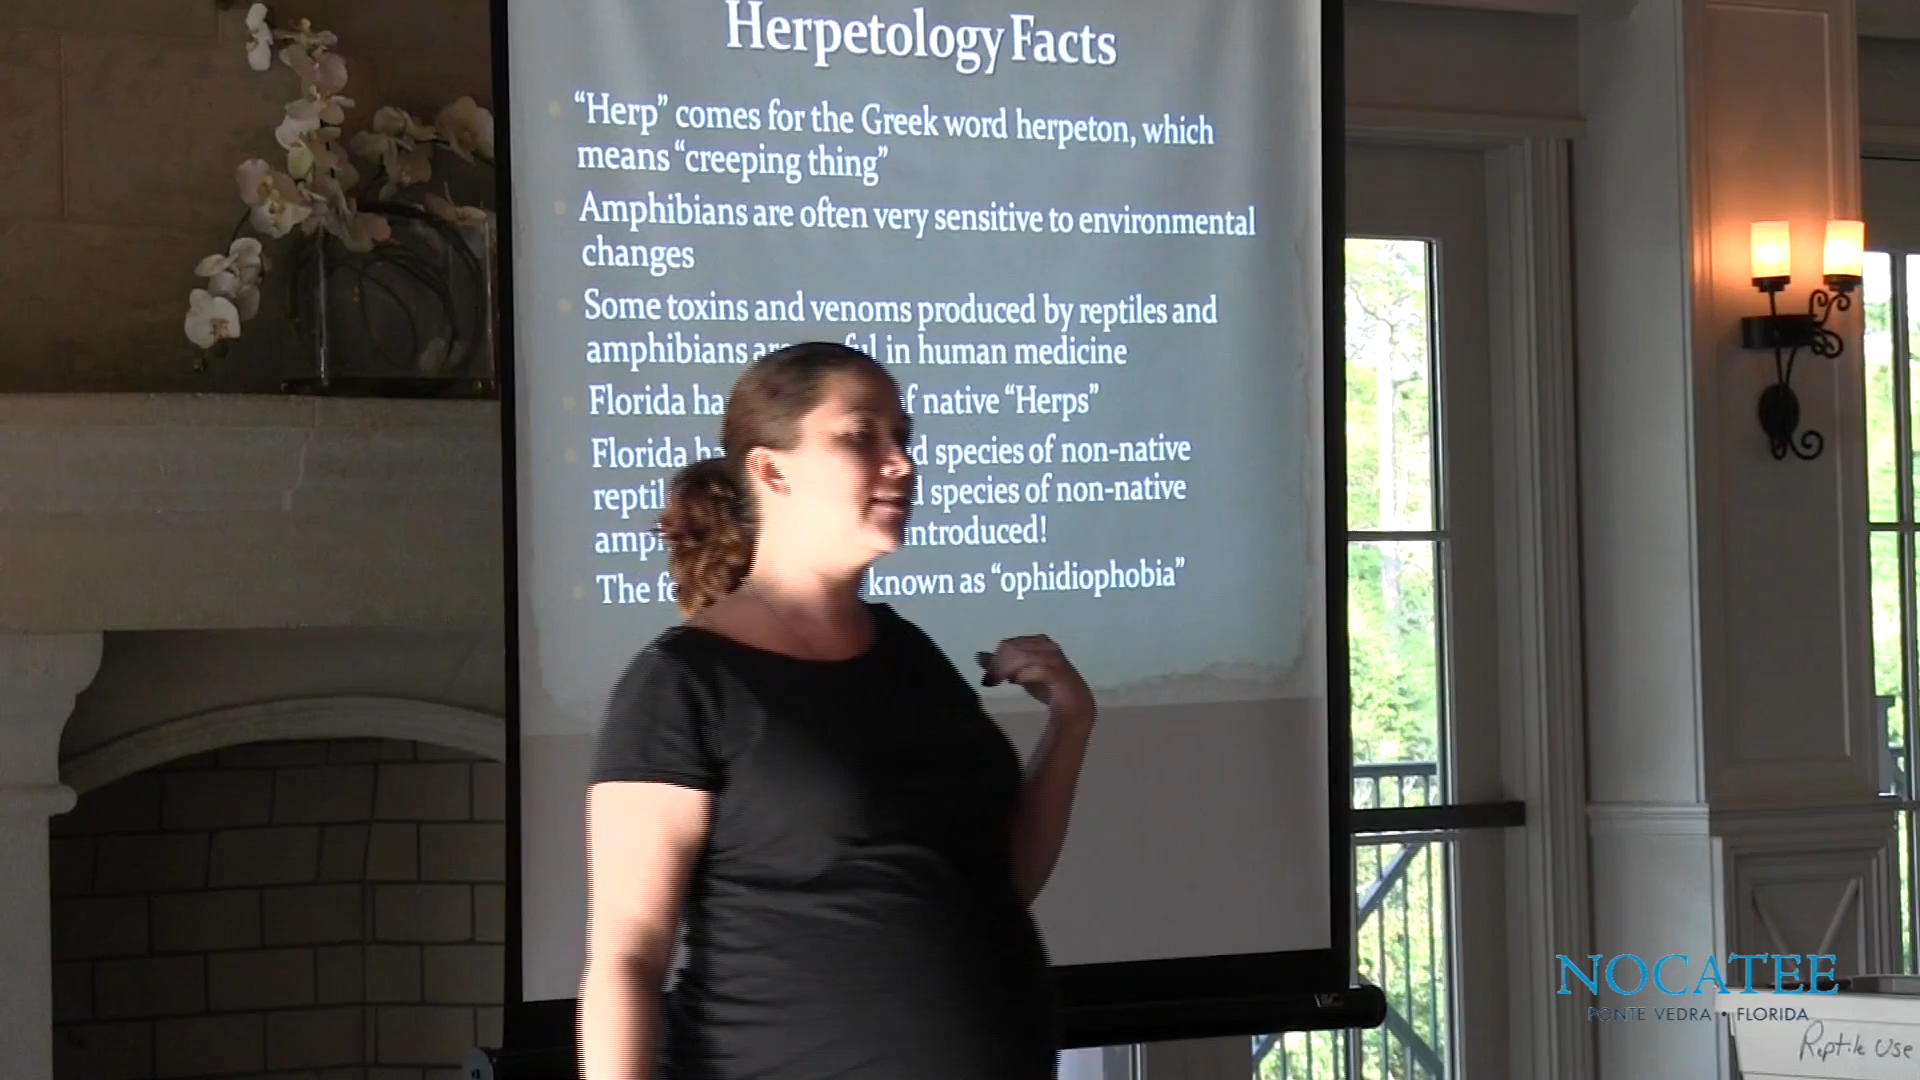 Herpetology Facts
“Herp” comes for the Greek word herpeton, which
means “creeping thing”
Amphibians are often very sensitive to environmental
changes
Some toxins and venoms produced by reptiles and
amphibians in human medicine
Florida native “Herps”
Florida species of non-native
species of non-native
introduced!
The known as “ophidiophobia”
NOCATEE
PONTE VEDRA • FLORIDA
Reptile Use